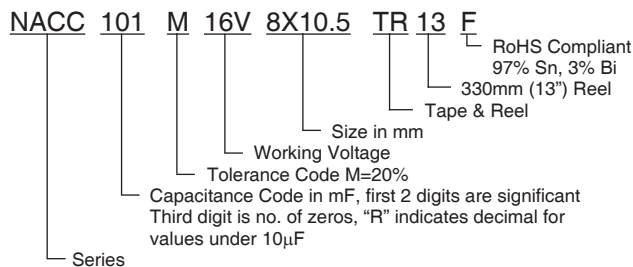 NACC 101 M 16V 8X10.5 TR 13 F
RoHS Compliant
97% Sn, 3% Bi
330mm (13”) Reel
Tape & Reel
Size in mm
Working Voltage
Tolerance Code M=20%
Capacitance Code in mF, first 2 digits are significant
Third digit is no. of zeros, “R” indicates decimal for
values under 10μF
Series